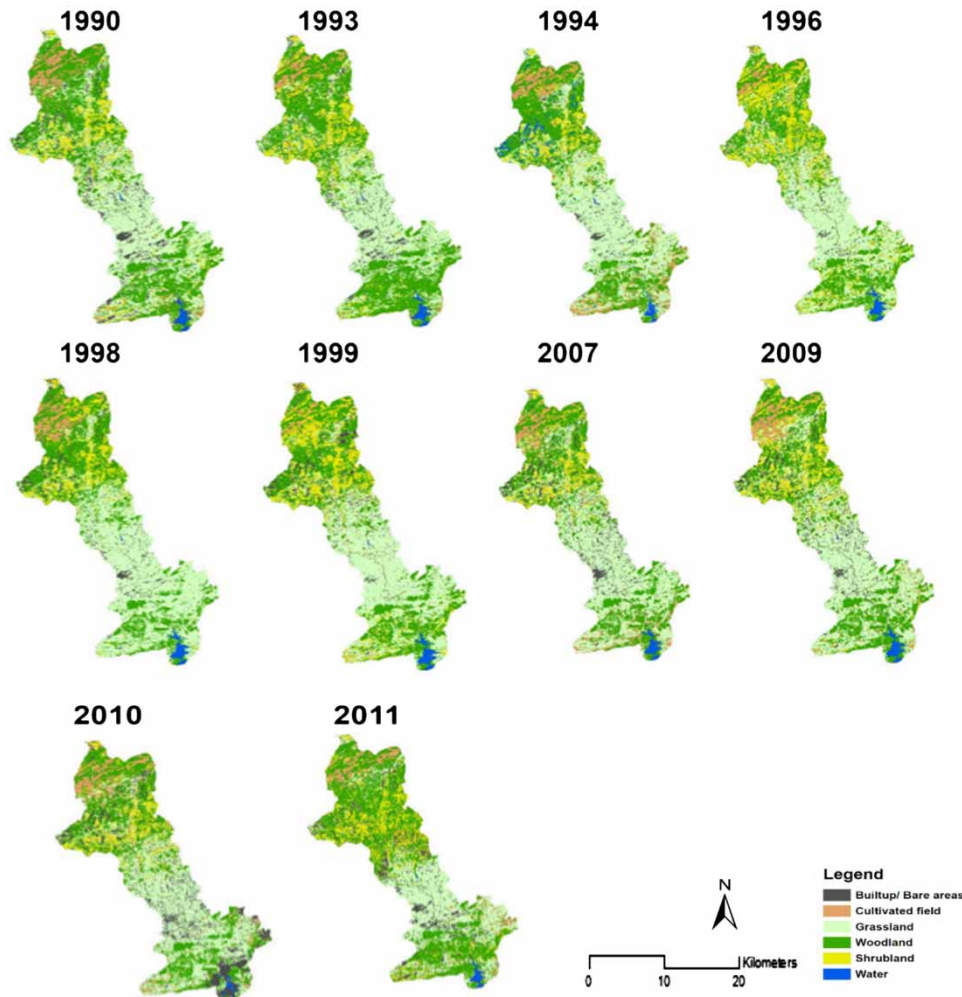 1990 1993 1994 1996
1998 1999 2007 2009
2010 2011
Legend
Builtup/ Bare areas
Cultivated field
Grassland
Woodland
Shrubland
Water
N
Kilometers
0 10 20